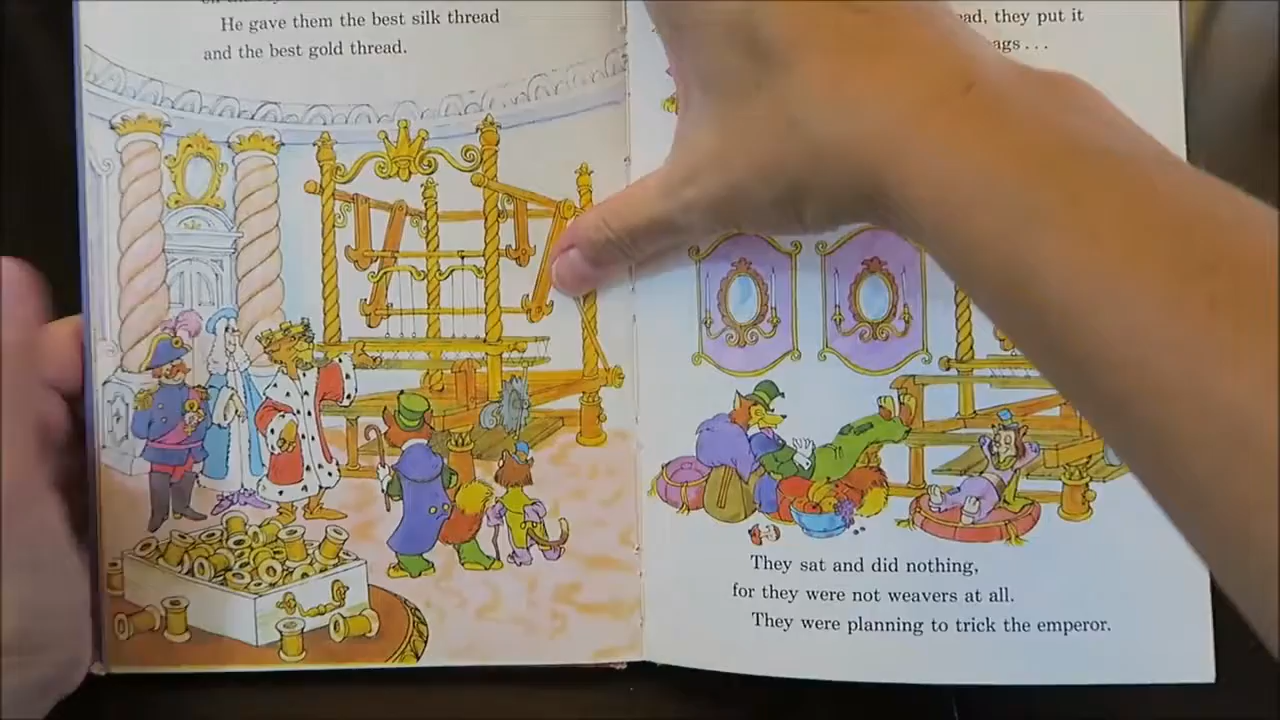 He gave them the best silk thread
and the best gold thread.
they put it
They sat and did nothing,
for they were not weavers at all.
They were planning to trick the emperor.